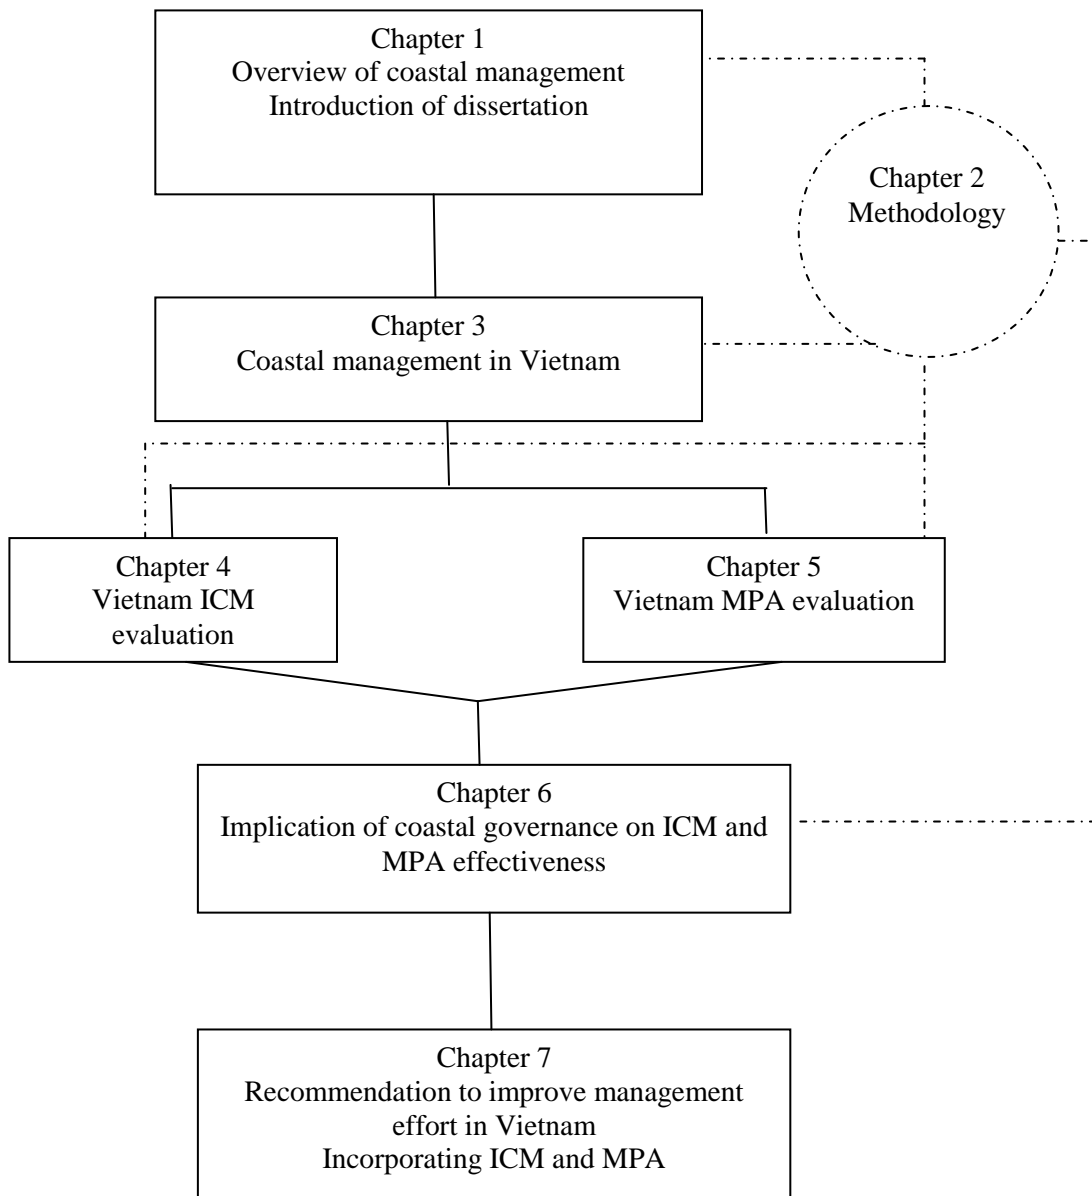 Chapter 1
Overview of coastal management
Introduction of dissertation
Chapter 2
Methodology
Chapter 3
Coastal management in Vietnam
Chapter 4
Vietnam ICM
evaluation
Chapter 5
Vietnam MPA evaluation
Chapter 6
Implication of coastal governance on ICM and
MPA effectiveness
Chapter 7
Recommendation to improve management
effort in Vietnam
Incorporating ICM and MPA